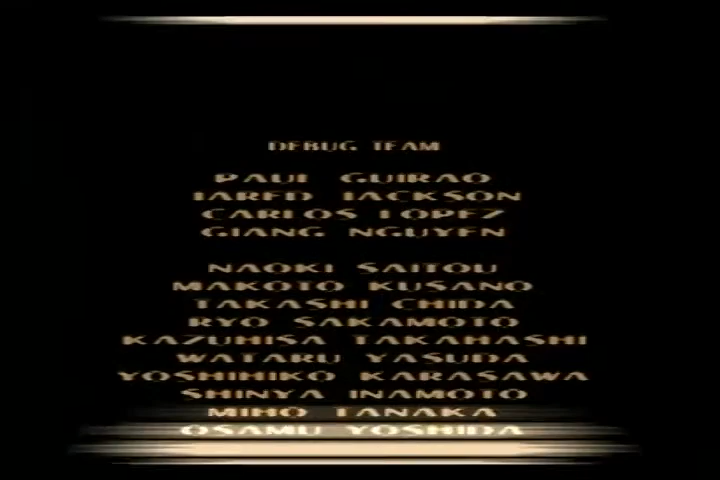 DEBUG TEAM
PAUL GUIRAO
JARED JACKSON
CARLOS LOPEZ
GIANG NGUYEN
NAOKI SAITOU
MAKOTO KUSANO
TAKASHI CHIDA
RYO SAKAMOTO
KAZUHISA TAKAHASHI
WATARU YASUDA
YOSHIHIKO KARASAWA
SHINYA INAMOTO
MIHO TANAKA
OSAMU YOSHIDA